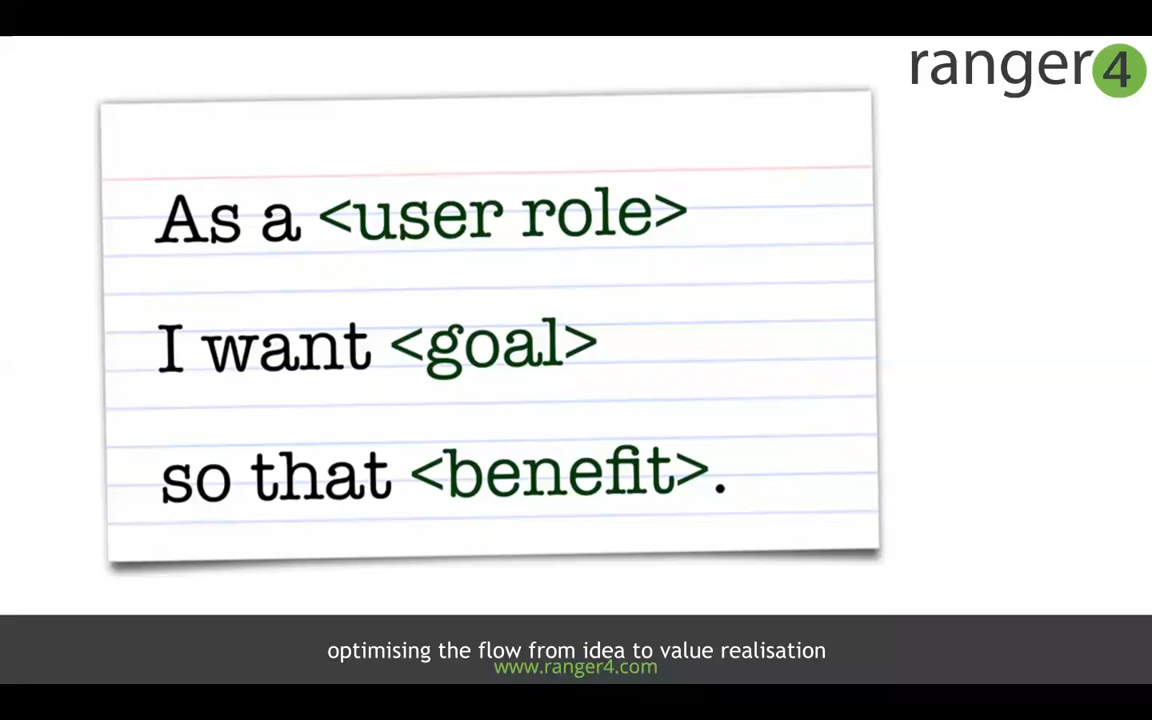 ranger4
As a <user role>
I want <goal>
so that <benefit>.
optimising the flow from idea to value realisation
www.ranger4.com